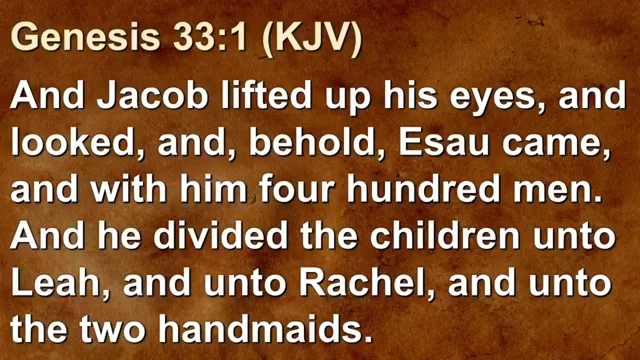 Genesis 33:1 (KJV)
And Jacob lifted up his eyes, and
looked, and, behold, Esau came,
and with him four hundred men.
And he divided the children unto
Leah, and unto Rachel, and unto
the two handmaids.